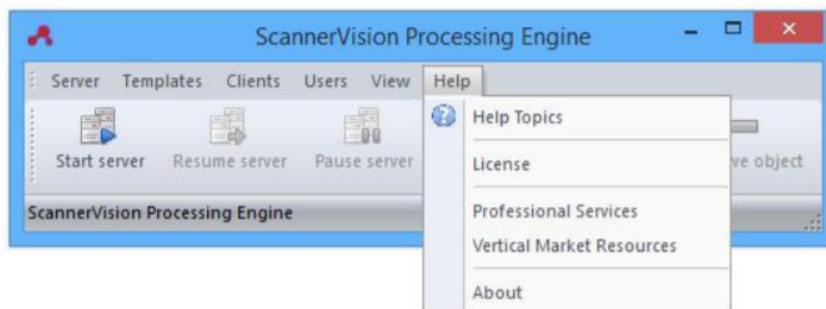 ScannerVision Processing Engine
Server Templates Clients Users View Help
Help Topics
Start server Resume server Pause server
object
License
ScannerVision Processing Engine
Professional Services
Vertical Market Resources
About